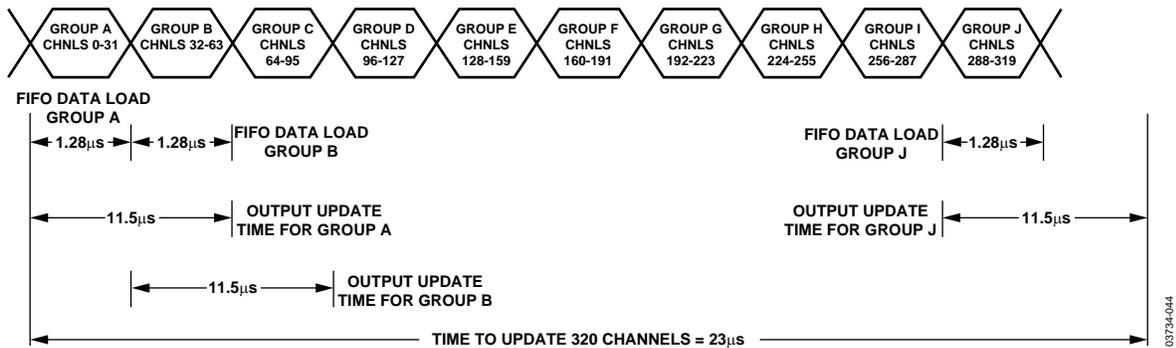 GROUP A
CHNLS 0-31
GROUP B
CHNLS 32-63
GROUP C
CHNLS
64-95
GROUP D
CHNLS
96-127
GROUP E
CHNLS
128-159
GROUP F
CHNLS
160-191
GROUP G
CHNLS
192-223
GROUP H
CHNLS
224-255
GROUP I
CHNLS
256-287
GROUP J
CHNLS
288-319
FIFO DATA LOAD
GROUP A
1.28μs
1.28μs
FIFO DATA LOAD
GROUP B
FIFO DATA LOAD
GROUP J
1.28μs
11.5μs
OUTPUT UPDATE
TIME FOR GROUP A
OUTPUT UPDATE
TIME FOR GROUP J
11.5μs
11.5μs
OUTPUT UPDATE
TIME FOR GROUP B
TIME TO UPDATE 320 CHANNELS = 23μs
03734-044